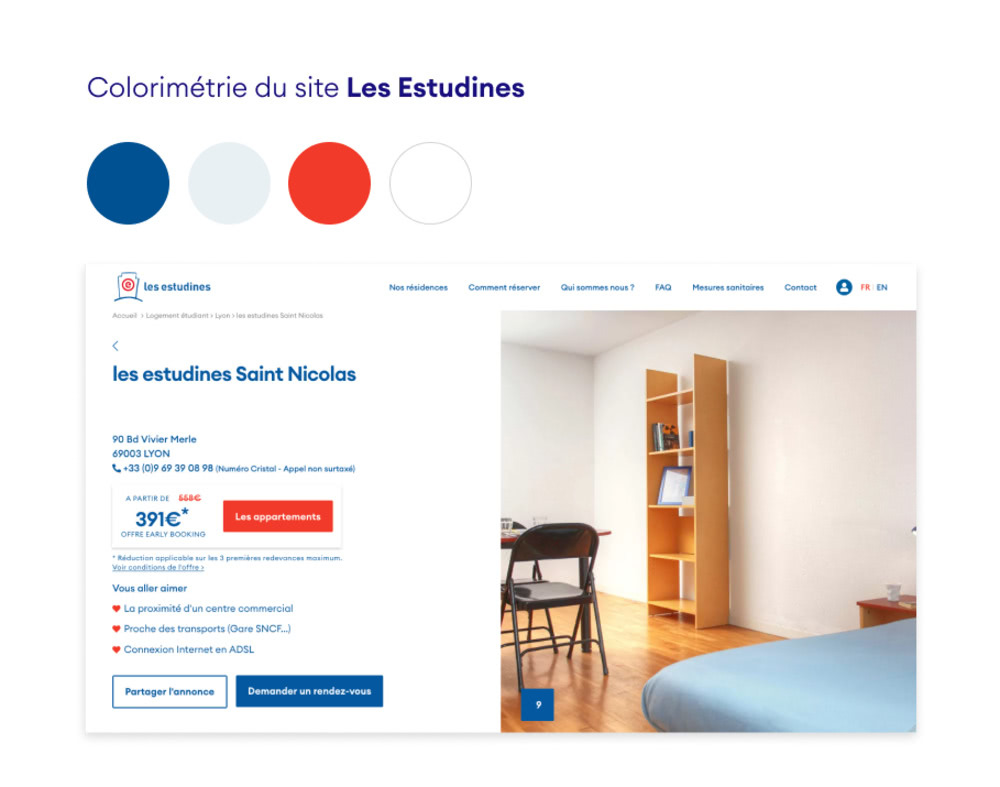 Colorimétrie du site Les Estudines
e les estudines
Nos résidences Comment réserver Qui sommes nous ? FAQ Mesures sanitaires Contact FR | EN
Accueil > Logement étudiant > Lyon > les estudines Saint Nicolas
les estudines Saint Nicolas
90 Bd Vivier Merle
69003 LYON
+33 (0)9 69 39 08 98 (Numéro Cristal - Appel non surtaxé)
A PARTIR DE 558€
391€*
OFFRE EARLY BOOKING
Les appartements
* Réduction applicable sur les 3 premières redevances maximum.
Voir conditions de l'offre >
Vous aller aimer
La proximité d'un centre commercial
Proche des transports (Gare SNCF...)
Connexion Internet en ADSL
Partager l'annonce
Demander un rendez-vous
9